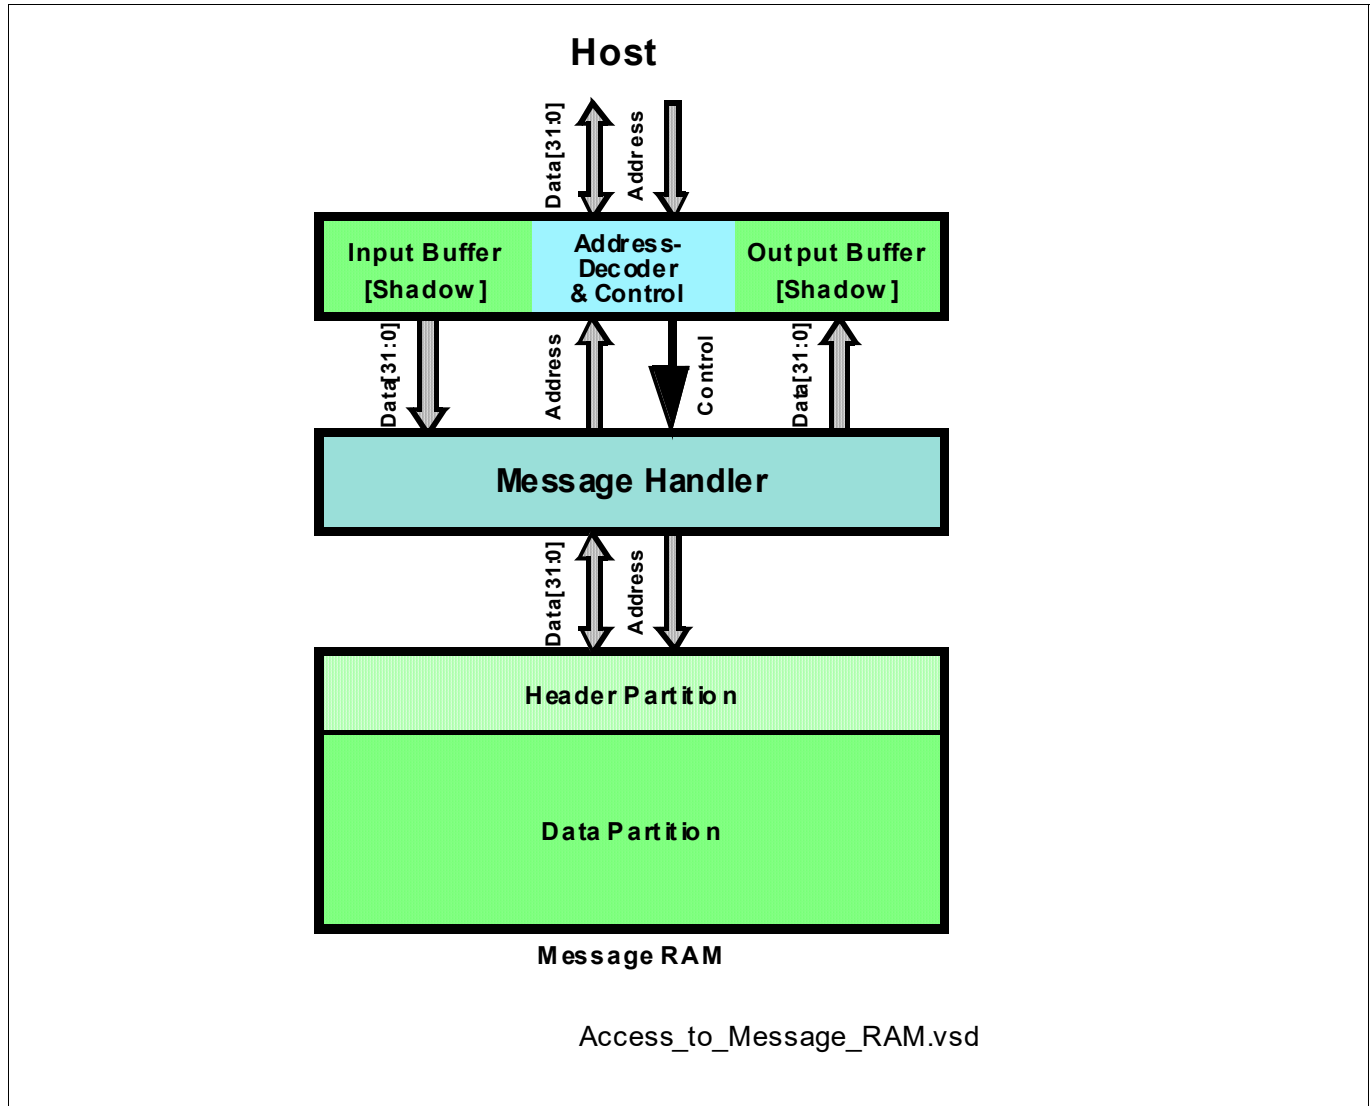 Host
Data[31:0]
Address
Input Buffer
[Shadow]
Address-
Decoder
& Control
Output Buffer
[Shadow]
Data[31:0]
Address
Control
Data[31:0]
Message Handler
Data[31:0]
Address
Header Partition
Data Partition
Message RAM
Access_to_Message_RAM.vsd